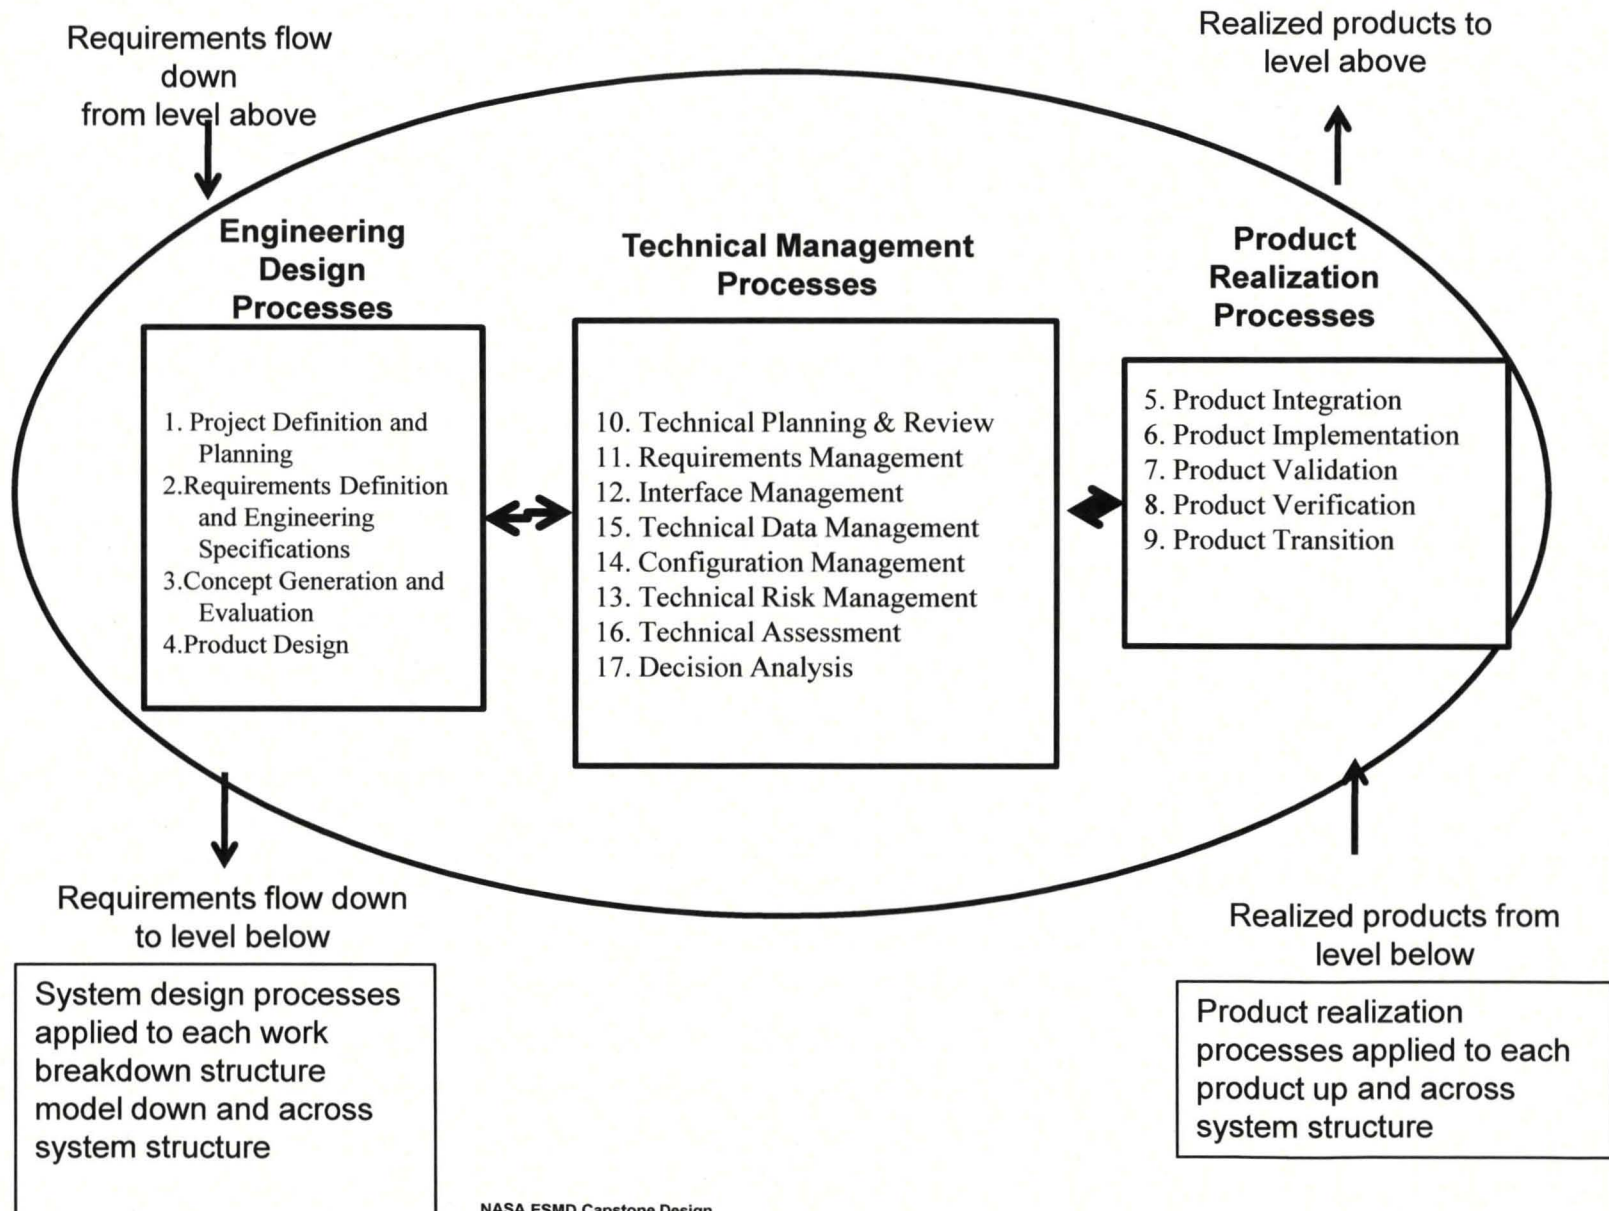 Requirements flow
down
from level above
Realized products to
level above
Engineering
Design
Processes
1. Project Definition and
Planning
2.Requirements Definition
and Engineering
Specifications
3.Concept Generation and
Evaluation
4.Product Design
Technical Management
Processes
10. Technical Planning & Review
11. Requirements Management
12. Interface Management
15. Technical Data Management
14. Configuration Management
13. Technical Risk Management
16. Technical Assessment
17. Decision Analysis
Product
Realization
Processes
5. Product Integration
6. Product Implementation
7. Product Validation
8. Product Verification
9. Product Transition
Requirements flow down
to level below
System design processes
applied to each work
breakdown structure
model down and across
system structure
Realized products from
level below
Product realization
processes applied to each
product up and across
system structure
NASA ESMD Capstone Design